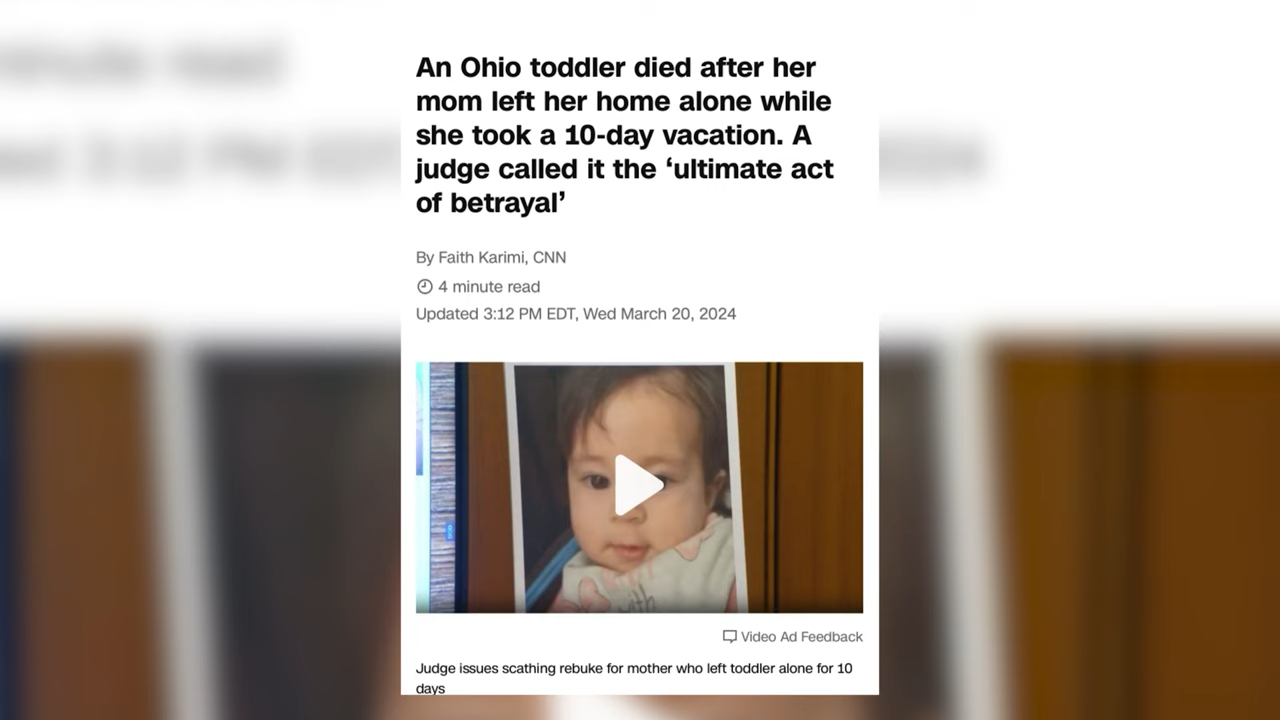 An Ohio toddler died after her
mom left her home alone while
she took a 10-day vacation. A
judge called it the ‘ultimate act
of betrayal’
By Faith Karimi, CNN
4 minute read
Updated 3:12 PM EDT, Wed March 20, 2024
with
Video Ad Feedback
Judge issues scathing rebuke for mother who left toddler alone for 10
days